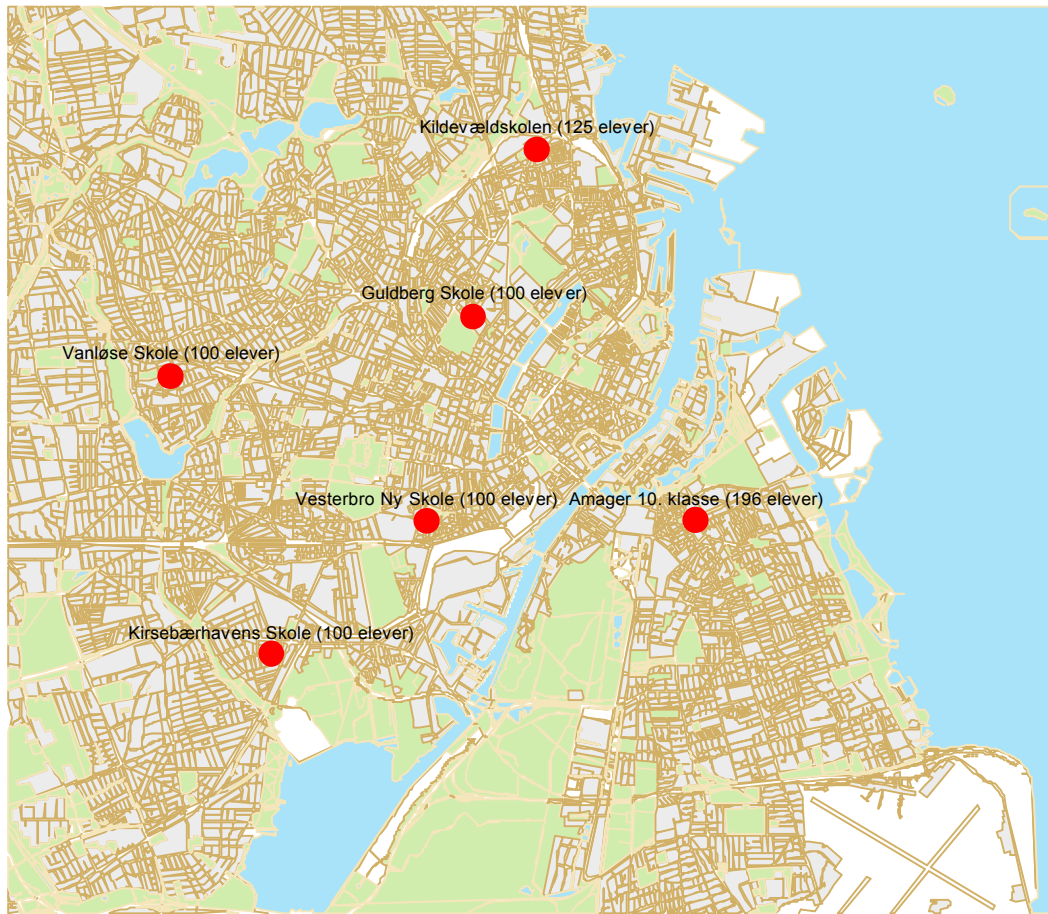 Kildevældskolen (125 elever)
Guldberg Skole (100 elever)
Vanløse Skole (100 elever)
Vesterbro Ny Skole (100 elever)
Amager 10. klasse (196 elever)
Kirsebærhavens Skole (100 elever)